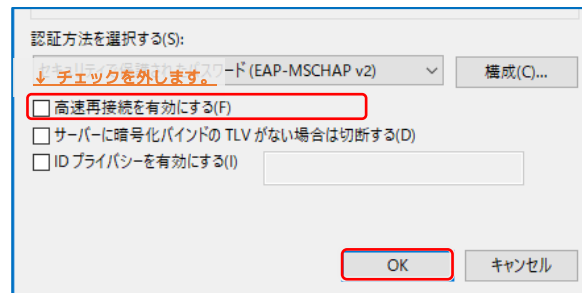 認証方法を選択する(S):
ード (EAP-MSCHAP v2)
構成(C)...
↓ チェックを外します。
高速再接続を有効にする(F)
サーバーに暗号化バインドの TLV がない場合は切断する(D)
ID プライバシーを有効にする(I)
OK
キャンセル